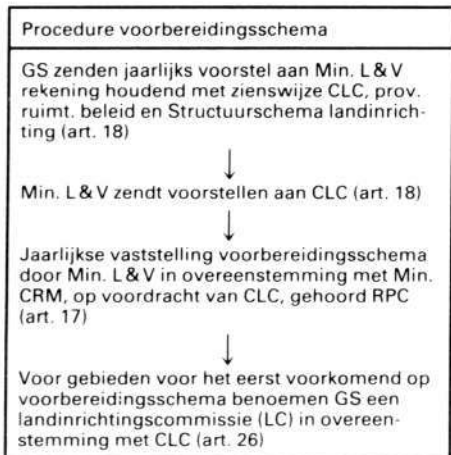 Procedure voorbereidingsschema
GS zenden jaarlijks voorstel aan Min. L & V
rekening houdend met zienswijze CLC, prov.
ruimt. beleid en Structuurschema landinrich-
ting (art. 18)
Min. L & V zendt voorstellen aan CLC (art. 18)
Jaarlijkse vaststelling voorbereidingsschema
door Min. L & V in overeenstemming met Min.
CRM, op voordracht van CLC, gehoord RPC
(art. 17)
Voor gebieden voor het eerst voorkomend op
voorbereidingsschema benoemen GS een
landinrichtingscommissie (LC) in overeen-
stemming met CLC (art. 26)